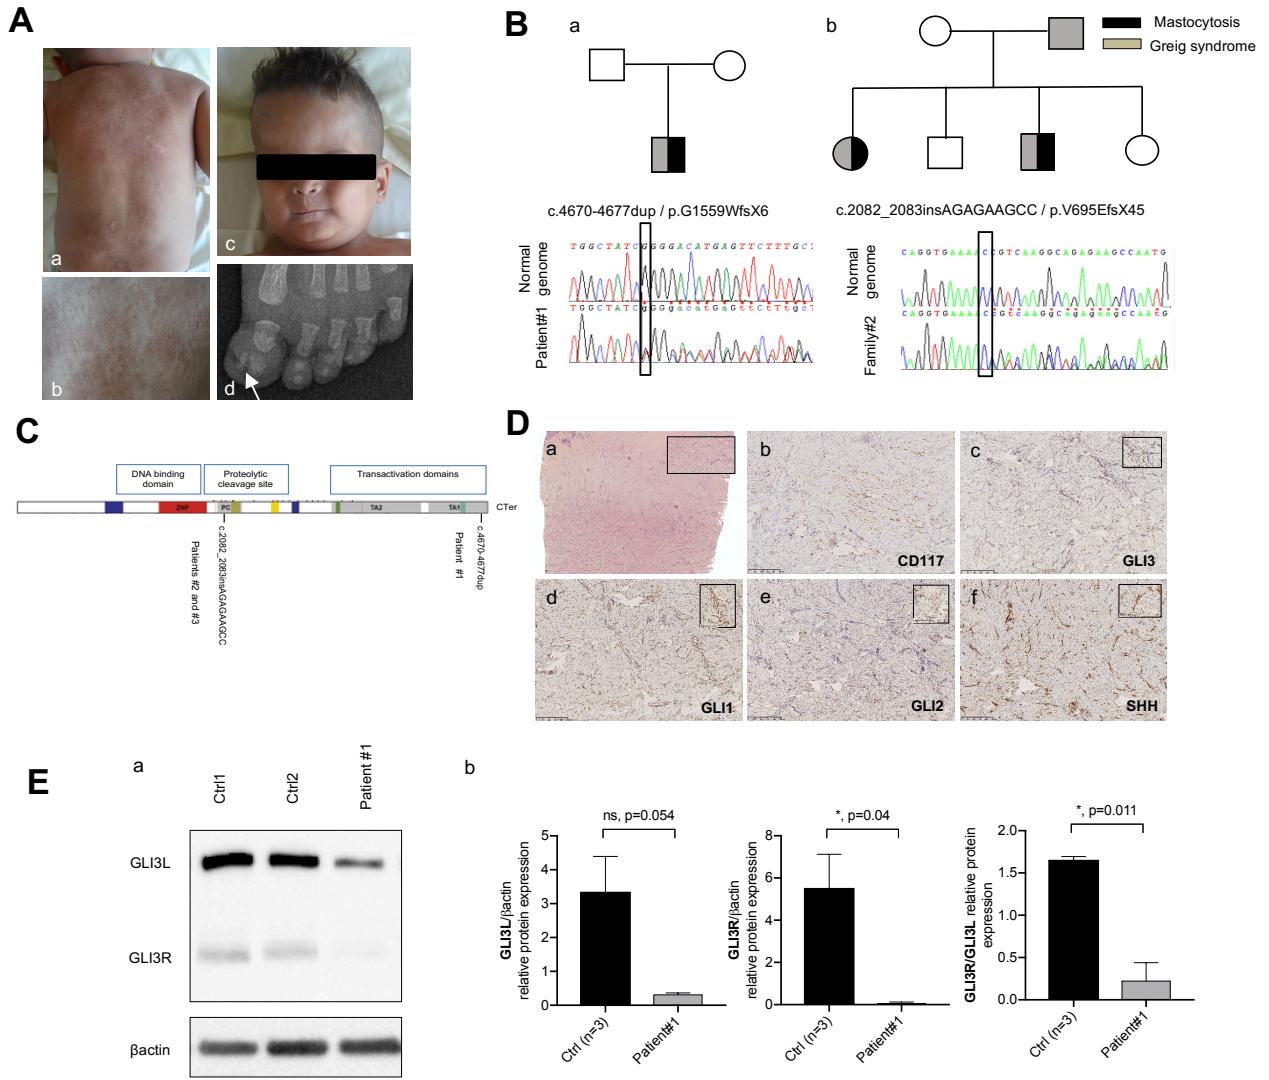 A
a
b
c
d
B
a
b
Mastocytosis
Greig syndrome
c.4670-4677dup / p.G1559WfsX6
Normal genome
TGGCTATCGGGGACATGAGTTCTTTGC
Patient#1
c.2082_2083insAGAGAAGCC / p.V695EfsX45
Normal genome
CAGGTGAAAACCGTCAAGGCAGAGAAGCCAATG
Family#2
C
DNA binding domain
Proteolytic cleavage site
Transactivation domains
ZNF
PC
TA2
TA1
CTer
c.2082_2083insAGAGAAGCC
Patients #2 and #3
c.4670-4677dup
Patient #1
D
a
b
CD117
c
GLI3
d
GLI1
e
GLI2
f
SHH
E
a
Ctrl1
Ctrl2
Patient #1
GLI3L
GLI3R
βactin
b
ns, p=0.054
GLI3L/βactin
relative protein expression
5
4
3
2
1
0
Ctrl (n=3)
Patient#1
*, p=0.04
GLI3R/βactin
relative protein expression
8
6
4
2
0
Ctrl (n=3)
Patient#1
*, p=0.011
GLI3R/GLI3L relative protein
expression
2.0
1.5
1.0
0.5
0.0
Ctrl (n=3)
Patient#1